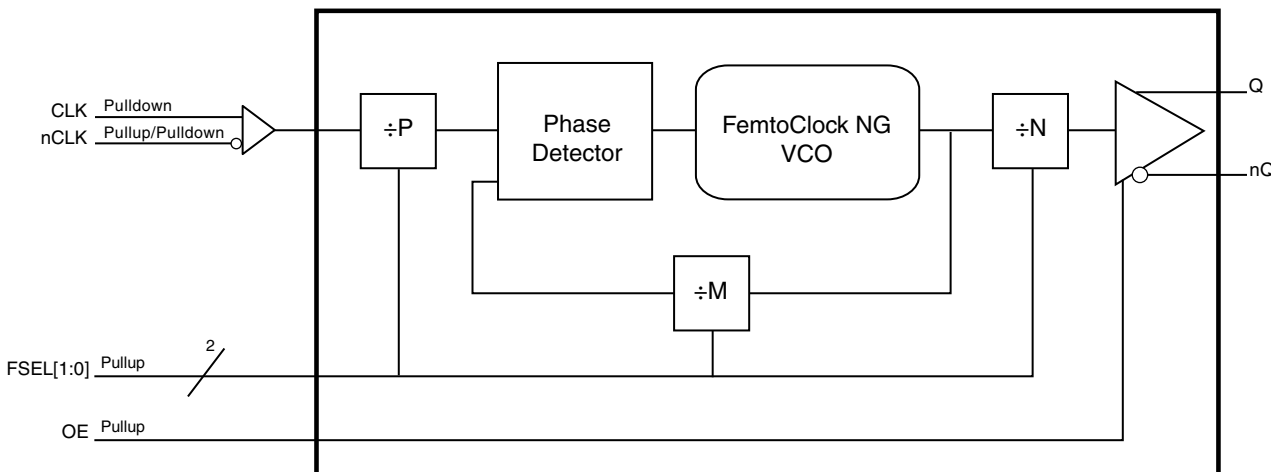 CLK Pulldown
nCLK Pullup/Pulldown
÷P
Phase
Detector
FemtoClock NG
VCO
÷N
Q
nQ
÷M
2
FSEL[1:0] Pullup
OE Pullup